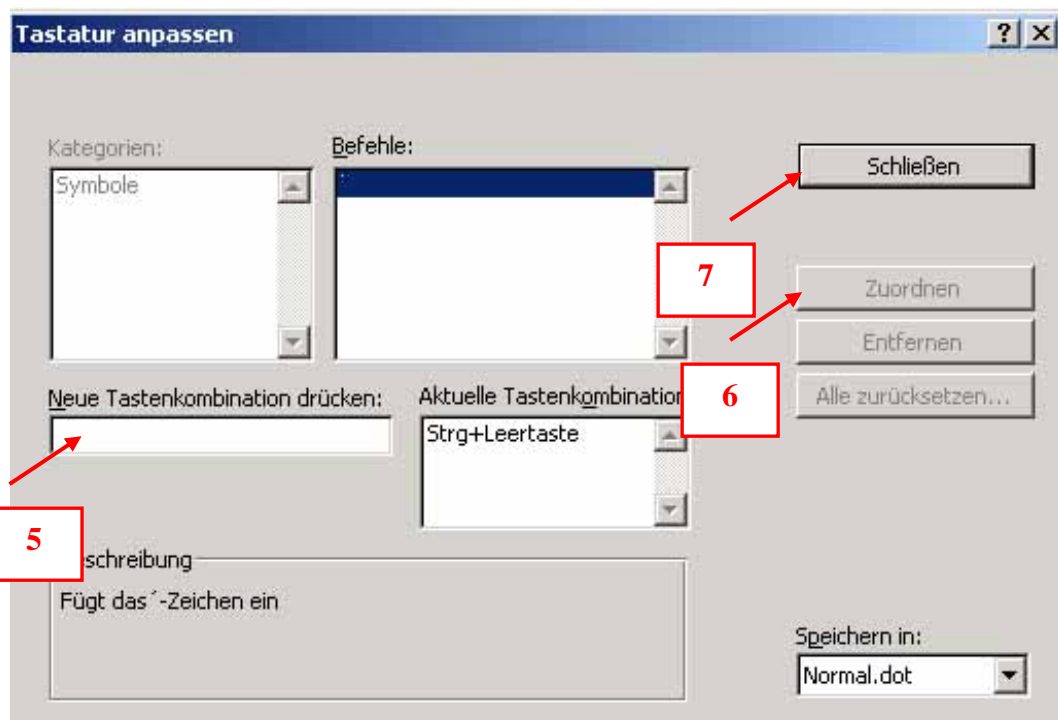 Tastatur anpassen
Kategorien:
Befehle:
Symbole
Schließen
7
Zuordnen
Entfernen
Neue Tastenkombination drücken:
Aktuelle Tastenkombination
6
Alle zurücksetzen...
Strg+Leertaste
5
eschreibung
Fügt das´-Zeichen ein
Speichern in:
Normal.dot